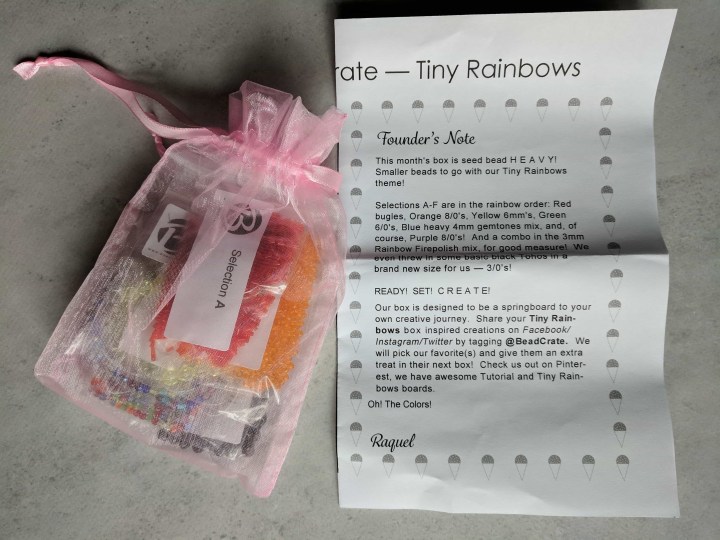 rate — Tiny Rainbows
Founder's Note
This month's box is seed bead H E A V Y!
Smaller beads to go with our Tiny Rainbows
theme!
Selections A-F are in the rainbow order: Red
bugles, Orange 8/0's, Yellow 6mm's, Green
6/0's, Blue heavy 4mm gemtones mix, and, of
course, Purple 8/0's! And a combo in the 3mm
Rainbow Firepolish mix, for good measure! We
even threw in some basic black Tohos in a
brand new size for us — 3/0's!
READY! SET! C R E A T E!
Our box is designed to be a springboard to your
own creative journey. Share your Tiny Rain-
bows box inspired creations on Facebook/
Instagram/Twitter by tagging @BeadCrate. We
will pick our favorite(s) and give them an extra
treat in their next box! Check us out on Pinter-
est, we have awesome Tutorial and Tiny Rain-
bows boards.
Oh! The Colors!
Raquel
Selection A